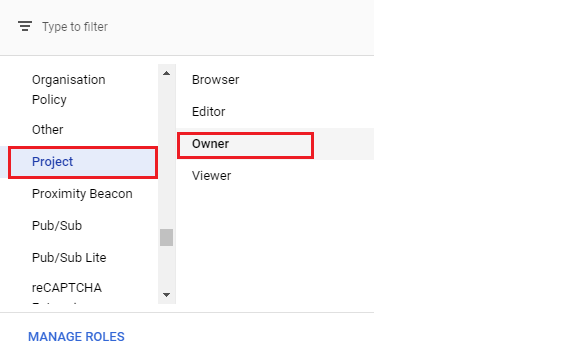 Type to filter
Organisation
Policy
Other
Project
Proximity Beacon
Pub/Sub
Pub/Sub Lite
reCAPTCHA
Browser
Editor
Owner
Viewer
MANAGE ROLES